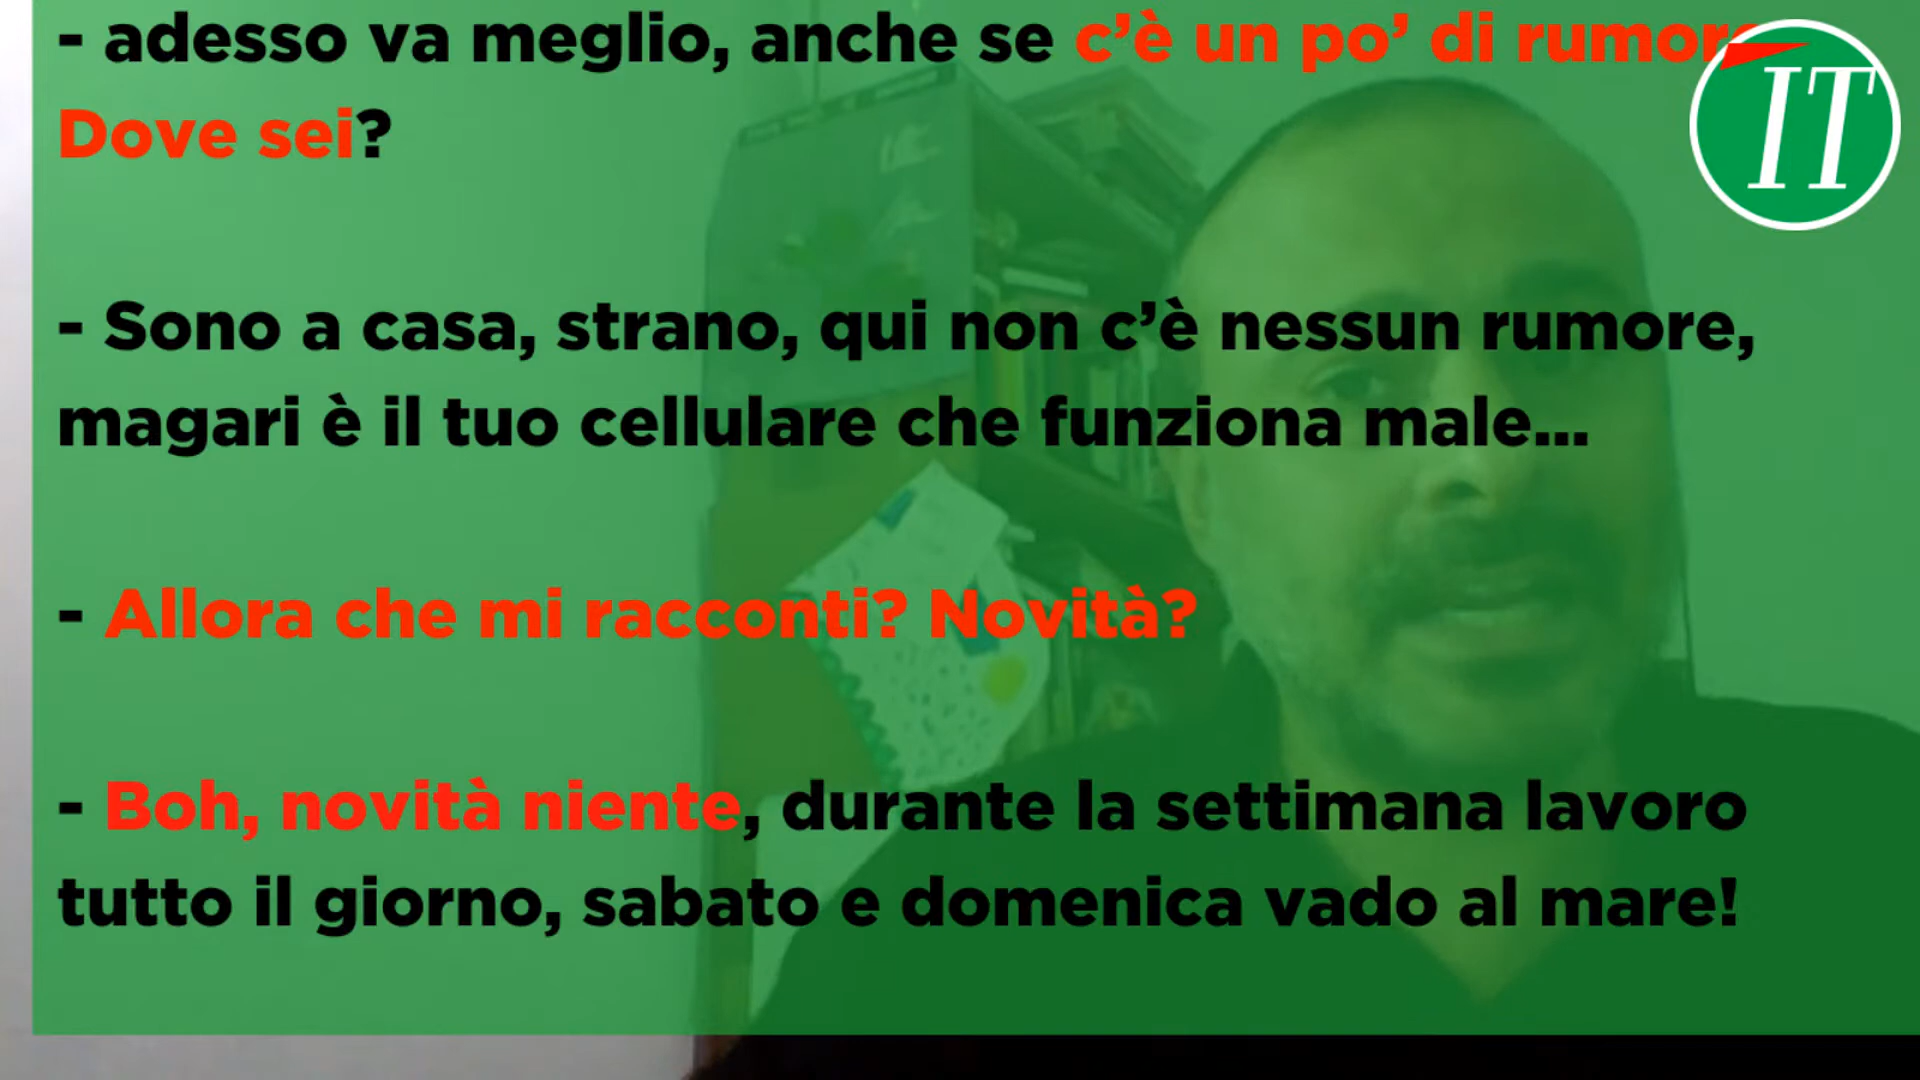 - adesso va meglio, anche se c'è un po' di rumore
Dove sei?
- Sono a casa, strano, qui non c'è nessun rumore,
magari è il tuo cellulare che funziona male...
- Allora che mi racconti? Novità?
- Boh, novità niente, durante la settimana lavoro
tutto il giorno, sabato e domenica vado al mare!
IT